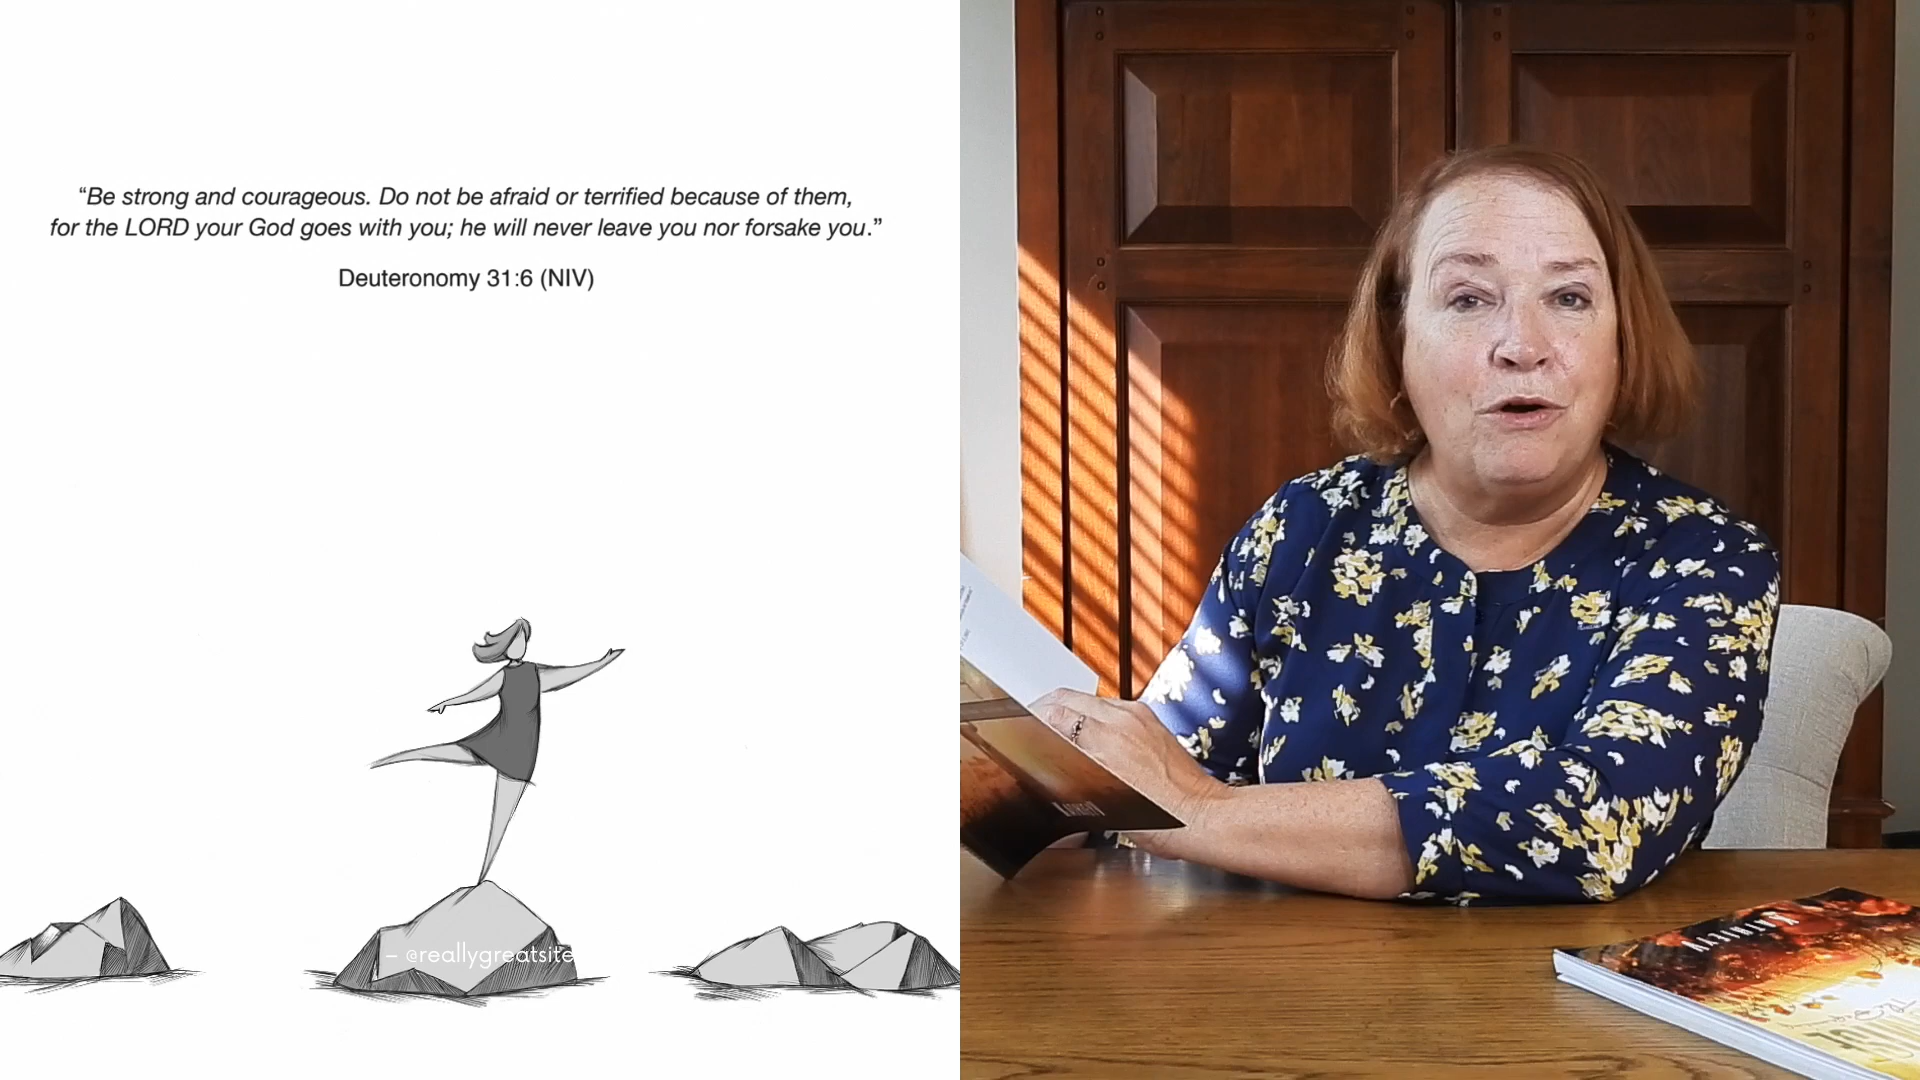 “Be strong and courageous. Do not be afraid or terrified because of them,
for the LORD your God goes with you; he will never leave you nor forsake you.”
Deuteronomy 31:6 (NIV)
– @reallygreatsite